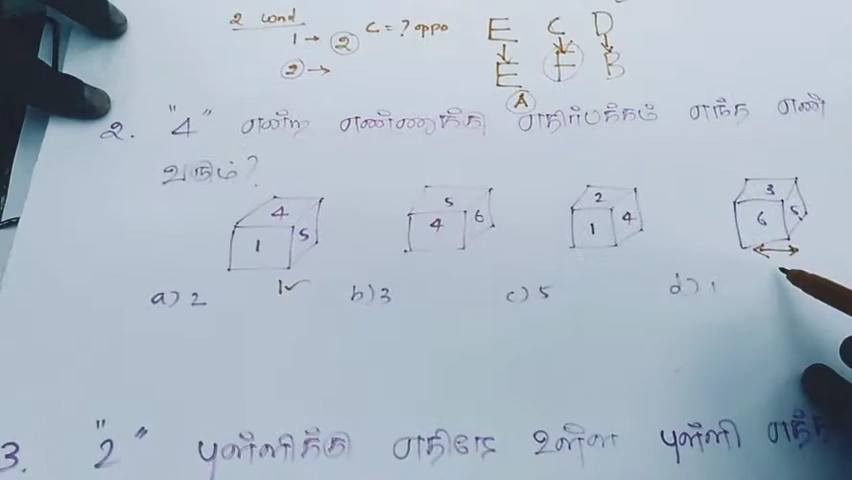 2 cond
1 → 2 C = ? oppo
2 →
E C D
E F B
A
2. "4" என்ற எண்ணுக்கு எதிர்பக்கம் எந்த எண்
வரும்?
4 1 5
5 4 6
2 1 4
3 6 5
a) 2 b) 3 c) 5 d) 1
3. "2" புள்ளிக்கு எதிரே உள்ள புள்ளி